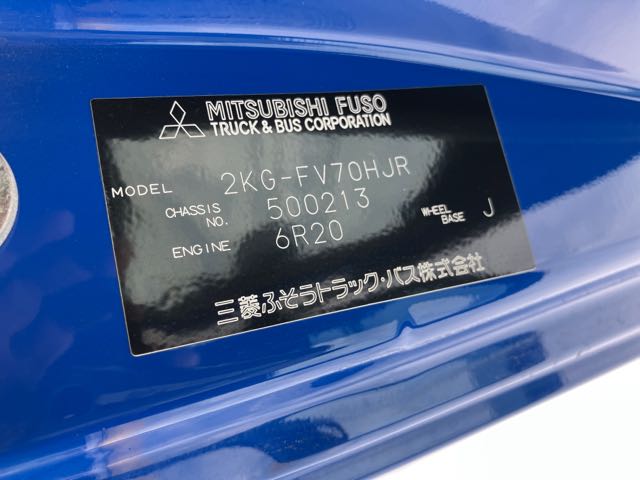 MITSUBISHI FUSO
TRUCK & BUS CORPORATION
MODEL 2KG-FV70HJR
CHASSIS NO. 500213
ENGINE 6R20
WHEEL BASE J
三菱ふそうトラック・バス株式会社